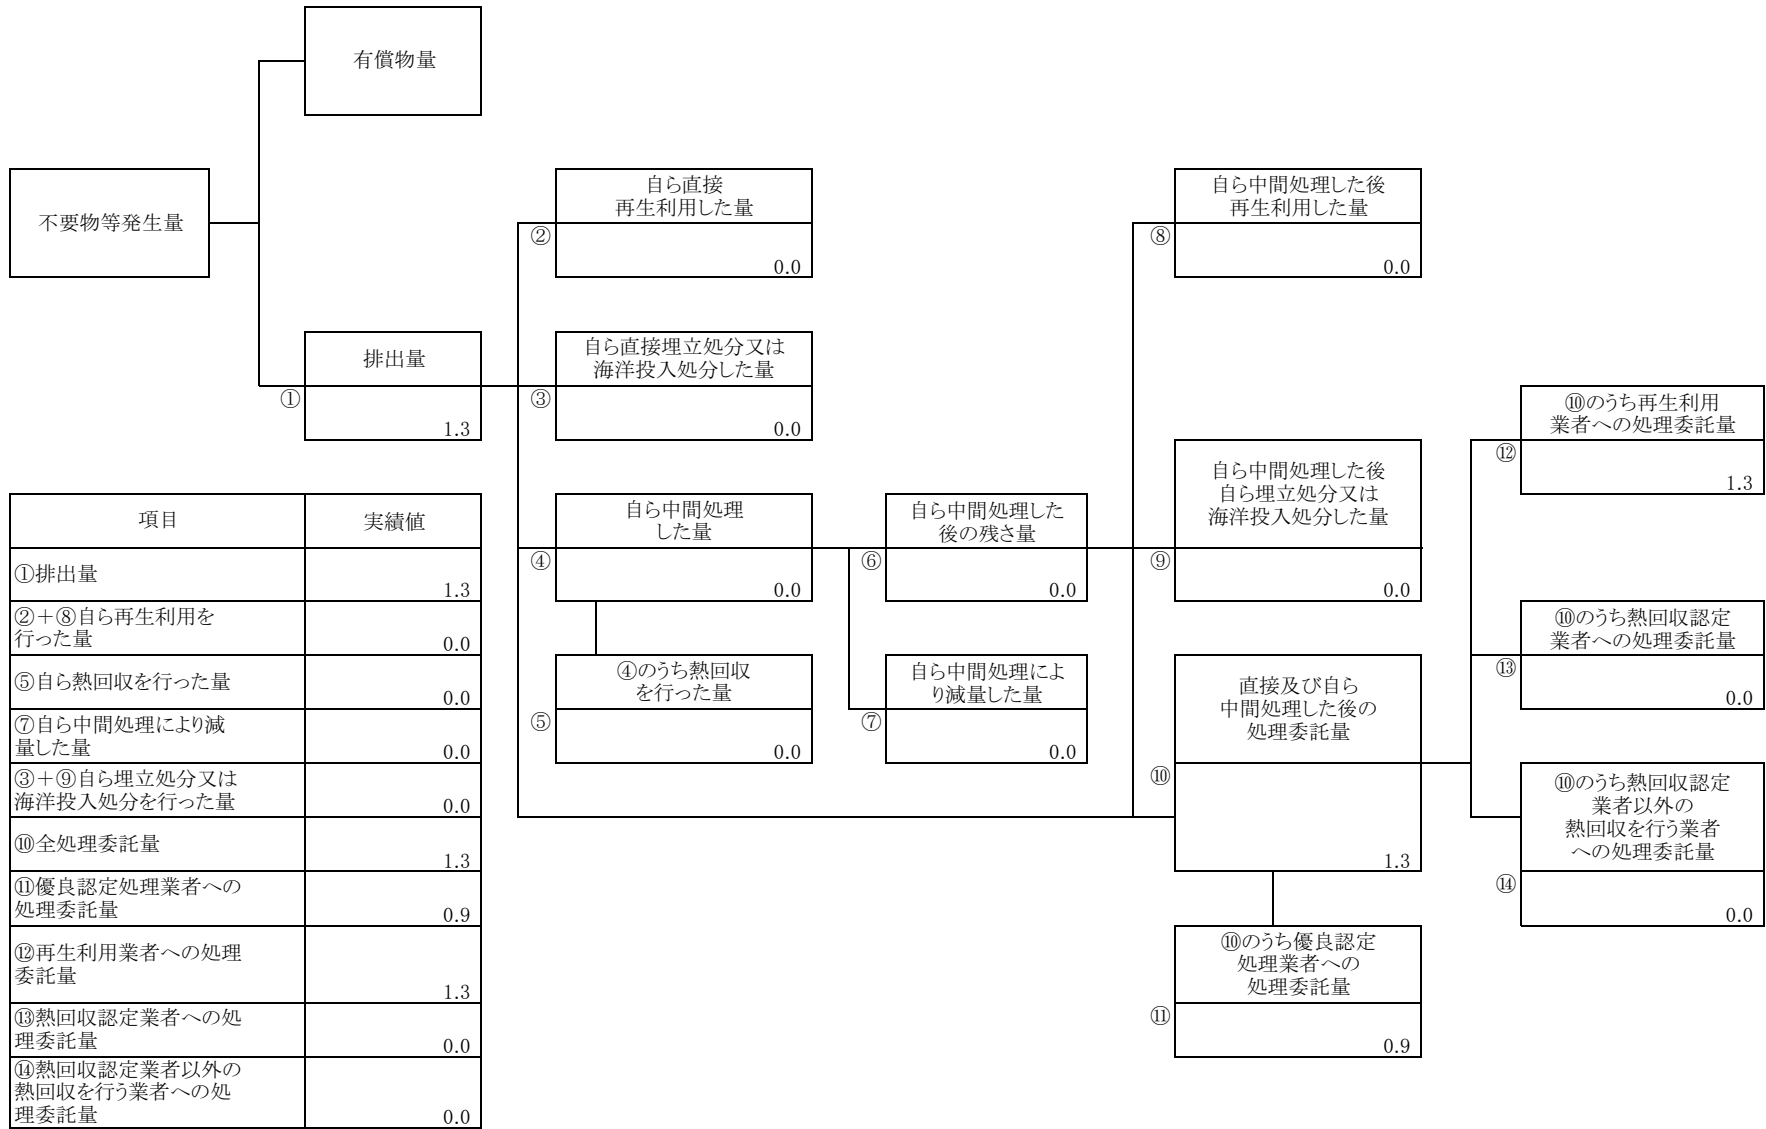 有償物量
不要物等発生量
排出量
①
1.3
自ら直接
再生利用した量
②
0.0
自ら直接埋立処分又は
海洋投入処分した量
③
0.0
自ら中間処理
した量
④
0.0
④のうち熱回収
を行った量
⑤
0.0
自ら中間処理した
後の残さ量
⑥
0.0
自ら中間処理によ
り減量した量
⑦
0.0
自ら中間処理した後
再生利用した量
⑧
0.0
自ら中間処理した後
自ら埋立処分又は
海洋投入処分した量
⑨
0.0
直接及び自ら
中間処理した後の
処理委託量
⑩
1.3
⑩のうち優良認定
処理業者への
処理委託量
⑪
0.9
⑩のうち再生利用
業者への処理委託量
⑫
1.3
⑩のうち熱回収認定
業者への処理委託量
⑬
0.0
⑩のうち熱回収認定
業者以外の
熱回収を行う業者
への処理委託量
⑭
0.0
項目 実績値
①排出量
1.3
②+⑧自ら再生利用を
行った量
0.0
⑤自ら熱回収を行った量
0.0
⑦自ら中間処理により減
量した量
0.0
③+⑨自ら埋立処分又は
海洋投入処分を行った量
0.0
⑩全処理委託量
1.3
⑪優良認定処理業者への
処理委託量
0.9
⑫再生利用業者への処理
委託量
1.3
⑬熱回収認定業者への処
理委託量
0.0
⑭熱回収認定業者以外の
熱回収を行う業者への処
理委託量
0.0